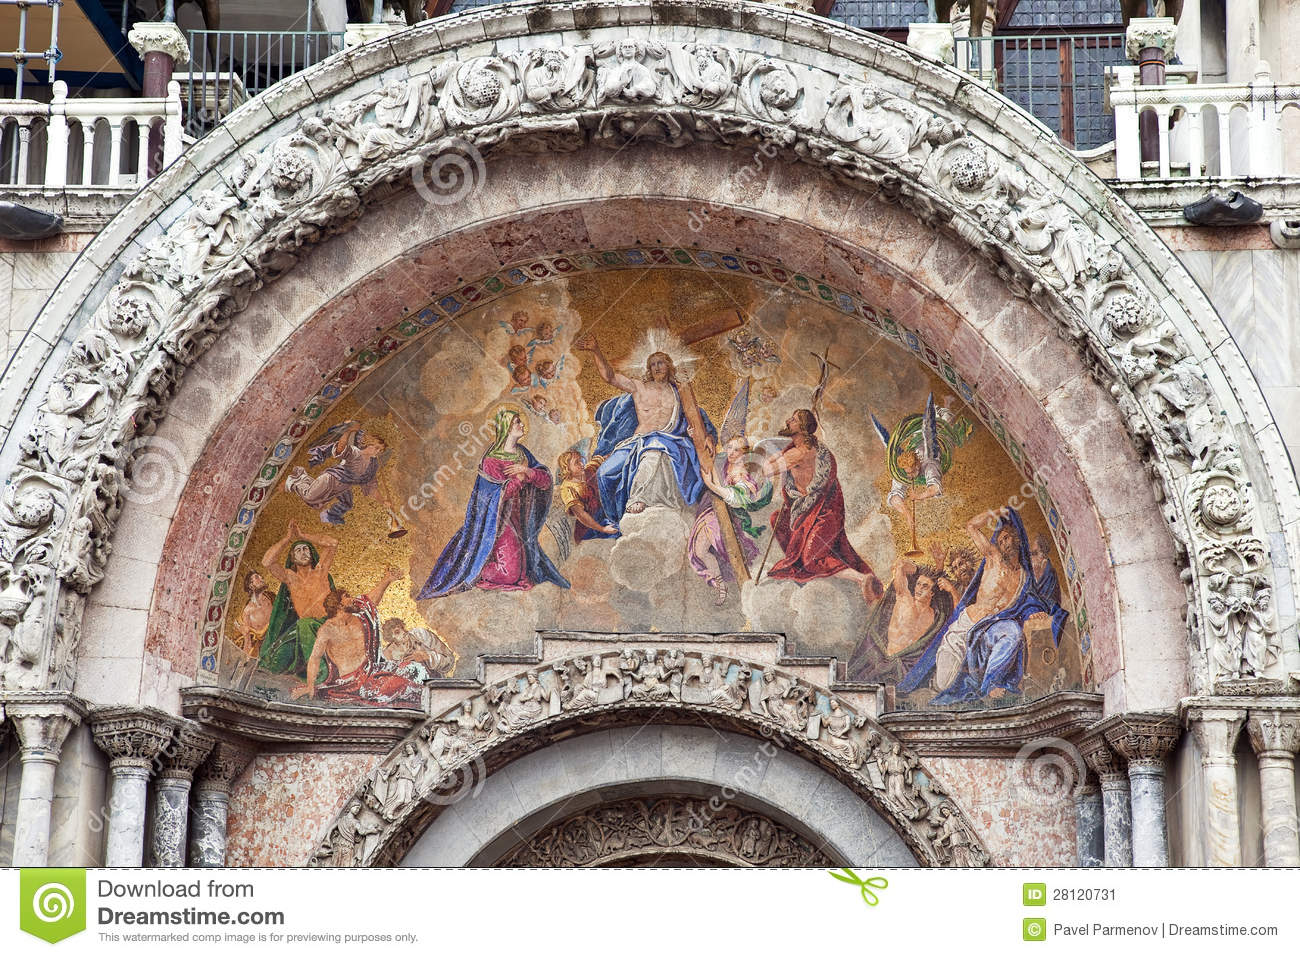 Download from
Dreamstime.com
This watermarked comp image is for previewing purposes only.
ID 28120731
© Pavel Parmenov | Dreamstime.com